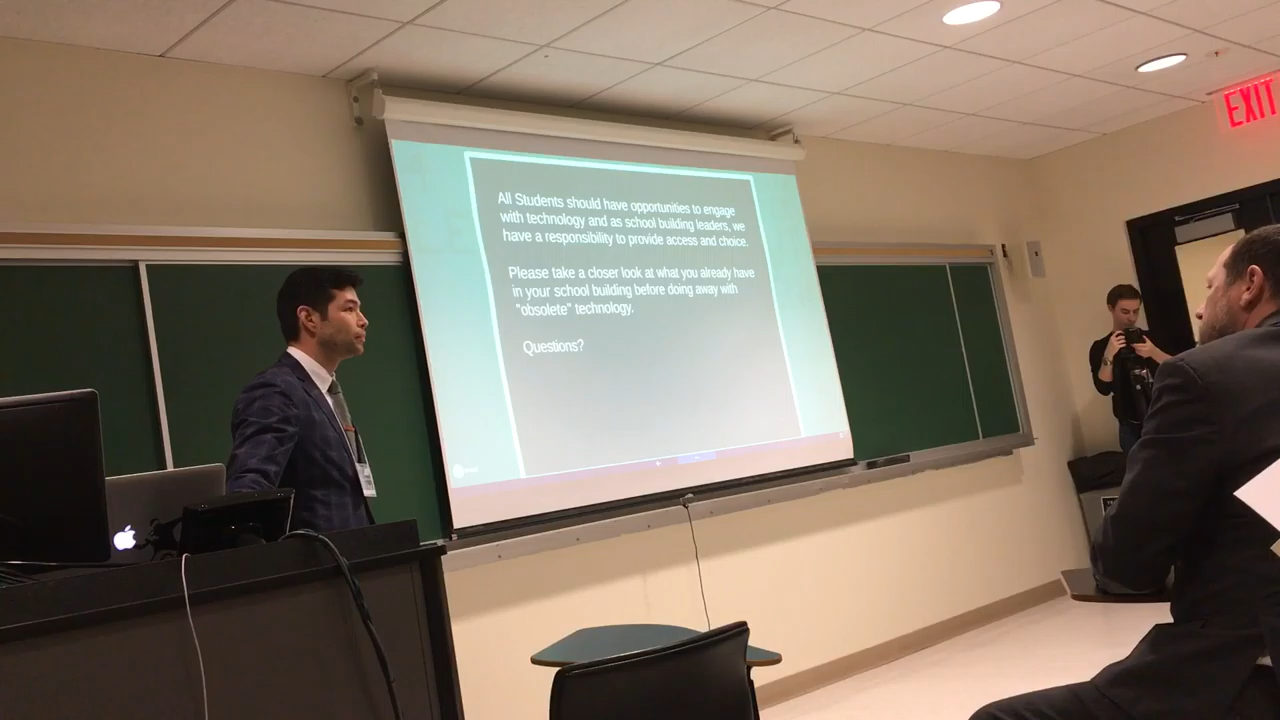 All Students should have opportunities to engage
with technology and as school building leaders, we
have a responsibility to provide access and choice.
Please take a closer look at what you already have
in your school building before doing away with
"obsolete" technology.
Questions?
EXIT